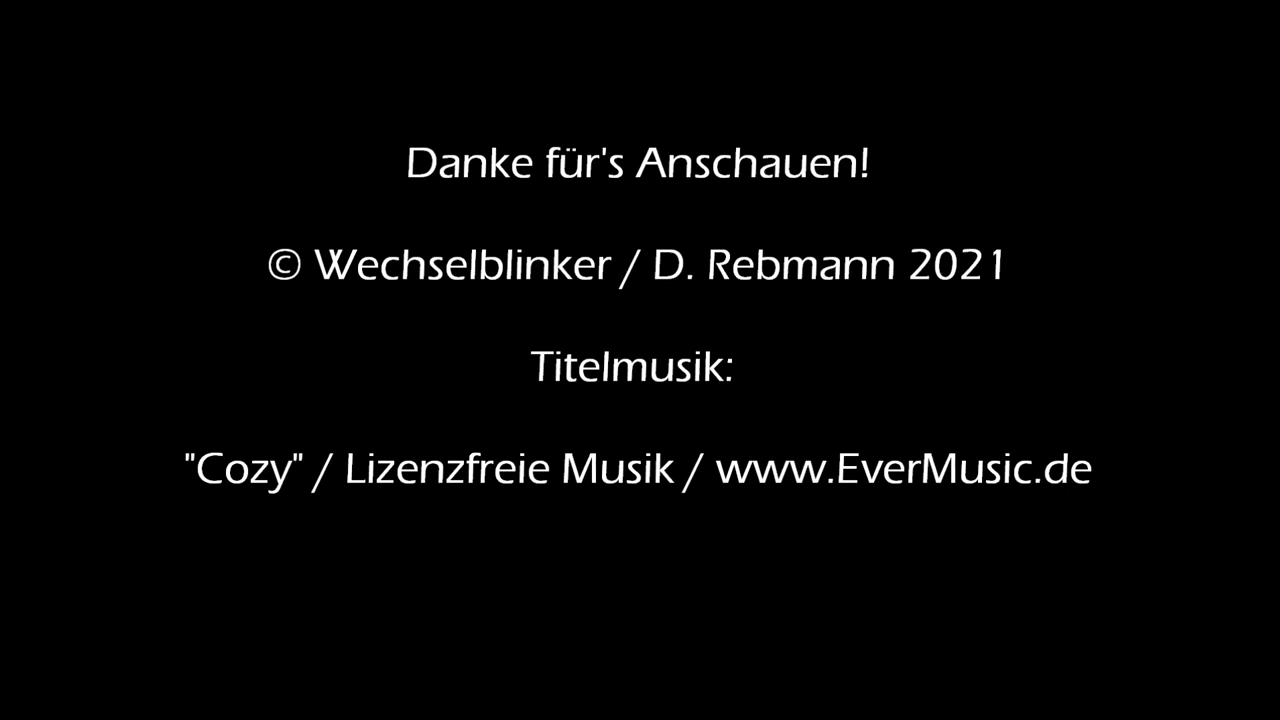 Danke für's Anschauen!
© Wechselblinker / D. Rebmann 2021
Titelmusik:
"Cozy" / Lizenzfreie Musik / www.EverMusic.de